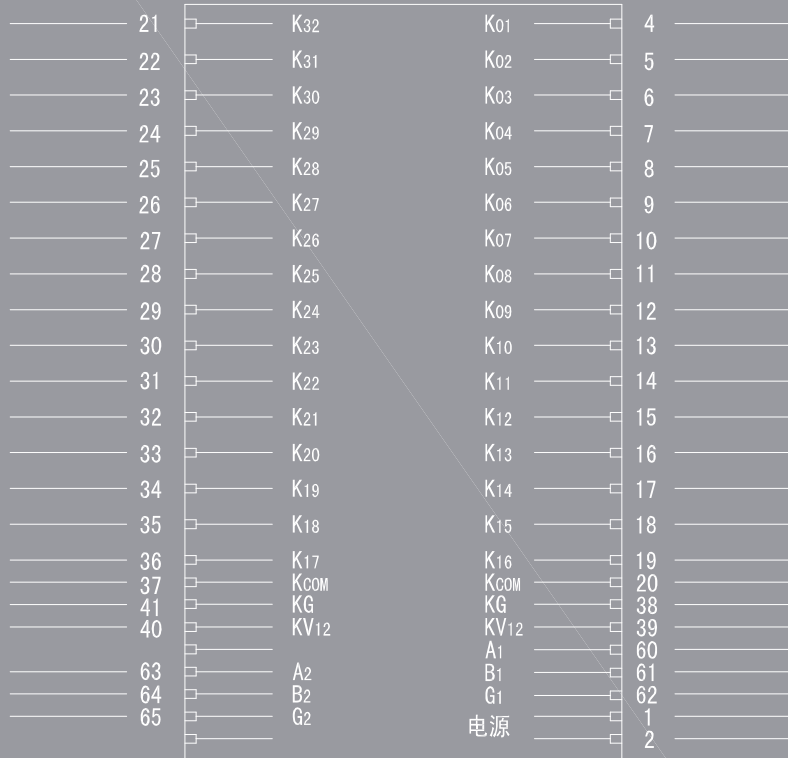 21 K32 K01 4
22 K31 K02 5
23 K30 K03 6
24 K29 K04 7
25 K28 K05 8
26 K27 K06 9
27 K26 K07 10
28 K25 K08 11
29 K24 K09 12
30 K23 K10 13
31 K22 K11 14
32 K21 K12 15
33 K20 K13 16
34 K19 K14 17
35 K18 K15 18
36 K17 K16 19
37 KCOM KCOM 20
41 KG KG 38
40 KV12 KV12 39
A1 60
63 A2 B1 61
64 B2 G1 62
65 G2 电源 1
2